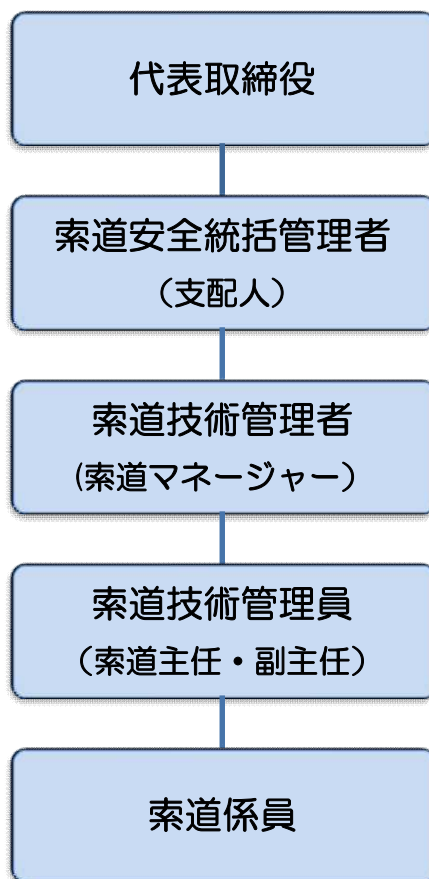 代表取締役
索道安全統括管理者
（支配人）
索道技術管理者
(索道マネージャー）
索道技術管理員
（索道主任・副主任）
索道係員